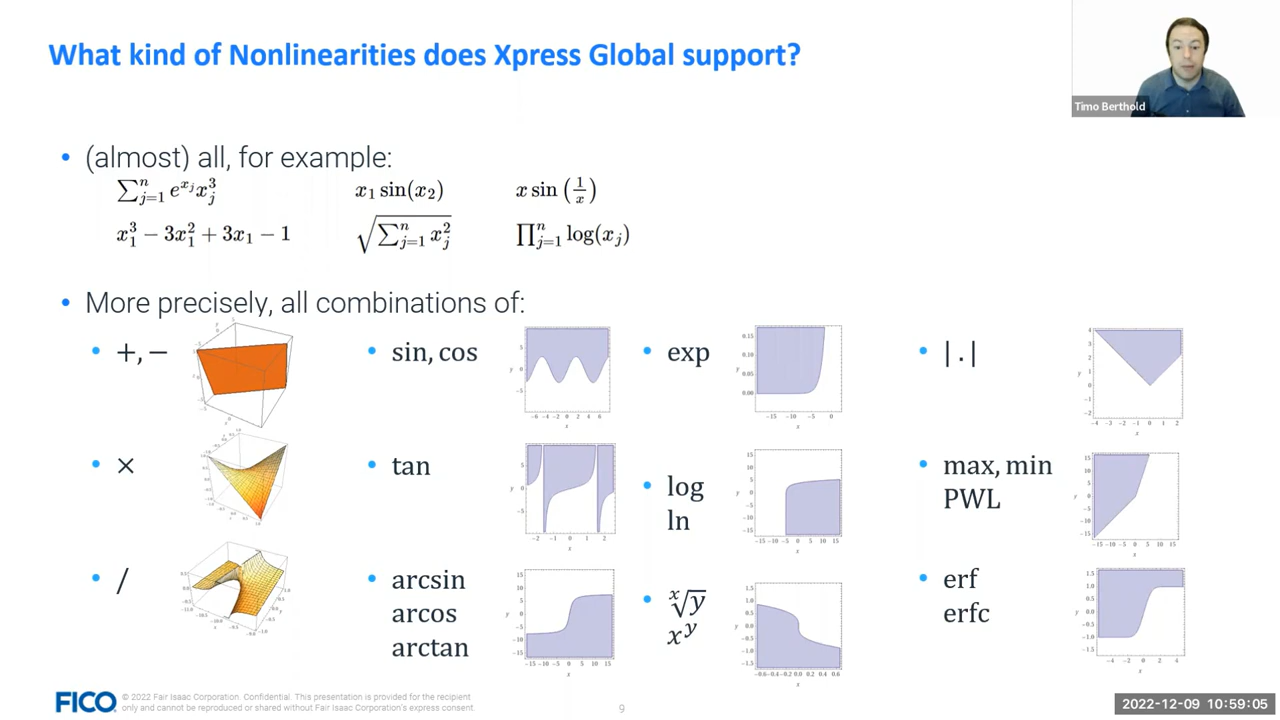 What kind of Nonlinearities does Xpress Global support?
Timo Berthold
• (almost) all, for example:
∑ⁿⱼ₌₁ e^{xⱼ} xⱼ³    x₁ sin(x₂)    x sin (1/x)
x₁³ − 3x₁² + 3x₁ − 1    √(∑ⁿⱼ₌₁ xⱼ²)    ∏ⁿⱼ₌₁ log(xⱼ)
• More precisely, all combinations of:
• +, −
• sin, cos
• exp
• | . |
• ×
• tan
• log
ln
• max, min
PWL
• /
• arcsin
arcos
arctan
• ˣ√y
xʸ
• erf
erfc
FICO
© 2022 Fair Isaac Corporation. Confidential. This presentation is provided for the recipient
only and cannot be reproduced or shared without Fair Isaac Corporation's express consent.
9
2022-12-09 10:59:05